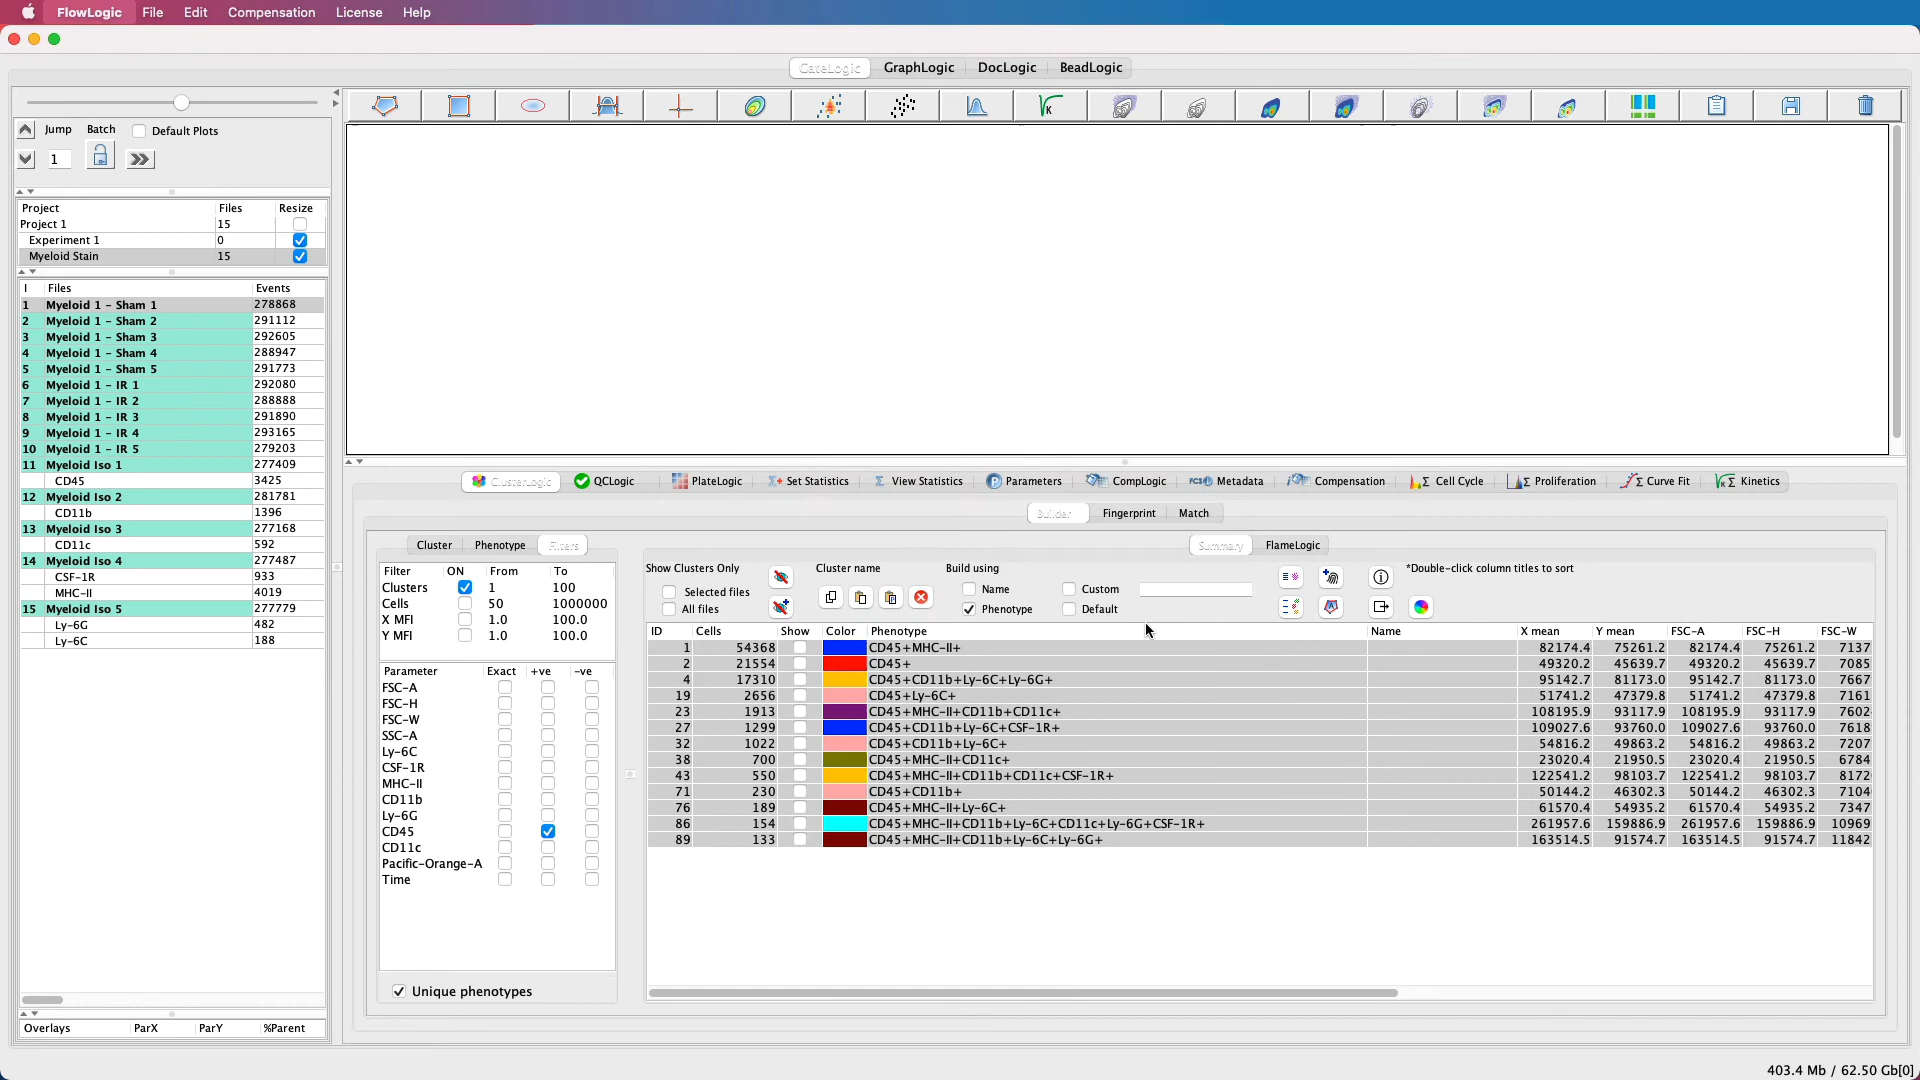 FlowLogic File Edit Compensation License Help
GateLogic GraphLogic DocLogic BeadLogic
Jump Batch Default Plots
1
Project Files Resize
Project 1 15
Experiment 1 0
Myeloid Stain 15
I Files Events
1 Myeloid 1 - Sham 1 278868
2 Myeloid 1 - Sham 2 291112
3 Myeloid 1 - Sham 3 292605
4 Myeloid 1 - Sham 4 288947
5 Myeloid 1 - Sham 5 291773
6 Myeloid 1 - IR 1 292080
7 Myeloid 1 - IR 2 288888
8 Myeloid 1 - IR 3 291890
9 Myeloid 1 - IR 4 293165
10 Myeloid 1 - IR 5 279203
11 Myeloid Iso 1 277409
CD45 3425
12 Myeloid Iso 2 281781
CD11b 1396
13 Myeloid Iso 3 277168
CD11c 592
14 Myeloid Iso 4 277487
CSF-1R 933
MHC-II 4019
15 Myeloid Iso 5 277779
Ly-6G 482
Ly-6C 188
Overlays ParX ParY %Parent
ClusterLogic QCLogic PlateLogic Set Statistics View Statistics Parameters CompLogic Metadata Compensation Cell Cycle Proliferation Curve Fit Kinetics
Builder Fingerprint Match
Cluster Phenotype Filters
Filter ON From To
Clusters 1 100
Cells 50 1000000
X MFI 1.0 100.0
Y MFI 1.0 100.0
Parameter Exact +ve -ve
FSC-A
FSC-H
FSC-W
SSC-A
Ly-6C
CSF-1R
MHC-II
CD11b
Ly-6G
CD45
CD11c
Pacific-Orange-A
Time
Unique phenotypes
Summary FlameLogic
Show Clusters Only Cluster name Build using *Double-click column titles to sort
Selected files Name Custom
All files Phenotype Default
ID Cells Show Color Phenotype Name X mean Y mean FSC-A FSC-H FSC-W
1 54368 CD45+MHC-II+ 82174.4 75261.2 82174.4 75261.2 7137
2 21554 CD45+ 49320.2 45639.7 49320.2 45639.7 7085
4 17310 CD45+CD11b+Ly-6C+Ly-6G+ 95142.7 81173.0 95142.7 81173.0 7667
19 2656 CD45+Ly-6C+ 51741.2 47379.8 51741.2 47379.8 7161
23 1913 CD45+MHC-II+CD11b+CD11c+ 108195.9 93117.9 108195.9 93117.9 7602
27 1299 CD45+CD11b+Ly-6C+CSF-1R+ 109027.6 93760.0 109027.6 93760.0 7618
32 1022 CD45+CD11b+Ly-6C+ 54816.2 49863.2 54816.2 49863.2 7207
38 700 CD45+MHC-II+CD11c+ 23020.4 21950.5 23020.4 21950.5 6784
43 550 CD45+MHC-II+CD11b+CD11c+CSF-1R+ 122541.2 98103.7 122541.2 98103.7 8172
71 230 CD45+CD11b+ 50144.2 46302.3 50144.2 46302.3 7104
76 189 CD45+MHC-II+Ly-6C+ 61570.4 54935.2 61570.4 54935.2 7347
86 154 CD45+MHC-II+CD11b+Ly-6C+CD11c+Ly-6G+CSF-1R+ 261957.6 159886.9 261957.6 159886.9 10969
89 133 CD45+MHC-II+CD11b+Ly-6C+Ly-6G+ 163514.5 91574.7 163514.5 91574.7 11842
403.4 Mb / 62.50 Gb[0]